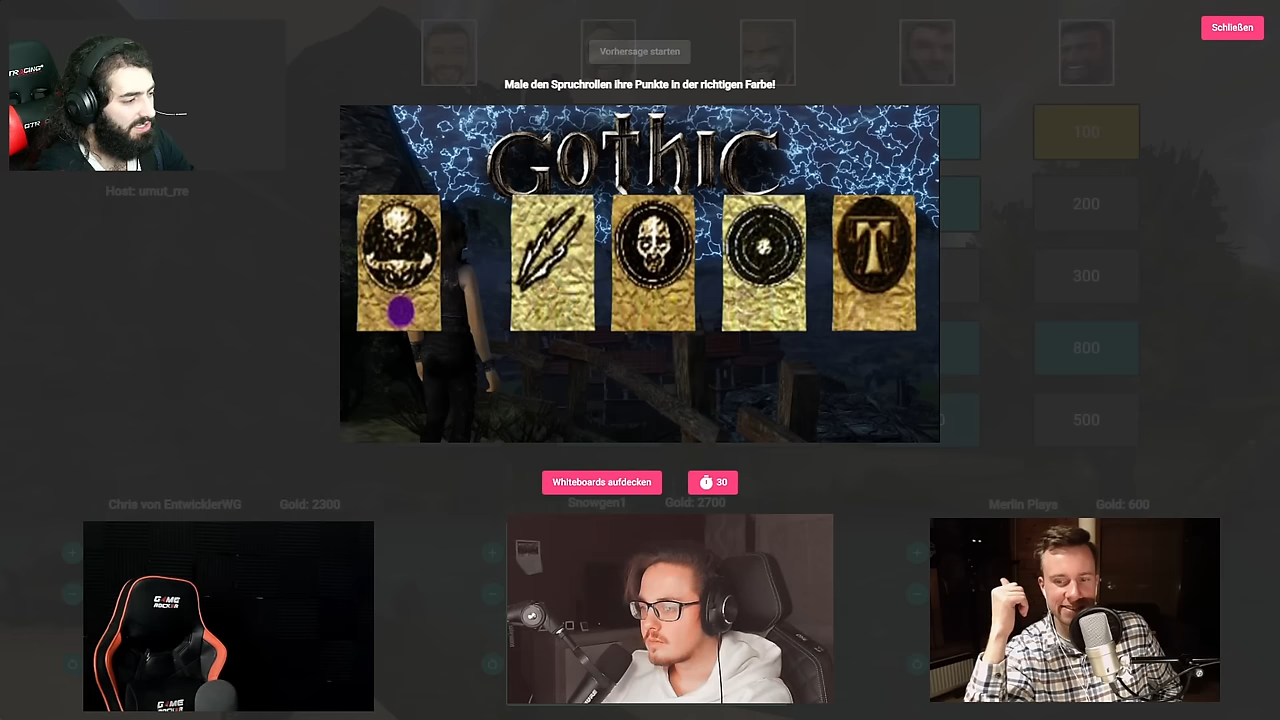 Schließen
Vorhersage starten
Male den Spruchrollen ihre Punkte in der richtigen Farbe!
GOTHIC
T
Host: umut_rre
100
200
300
800
500
Whiteboards aufdecken
30
Chris von EntwicklerWG Gold: 2300
Snowgen1 Gold: 2700
Merlin Plays Gold: 600
GAME
ROCKER
GAME